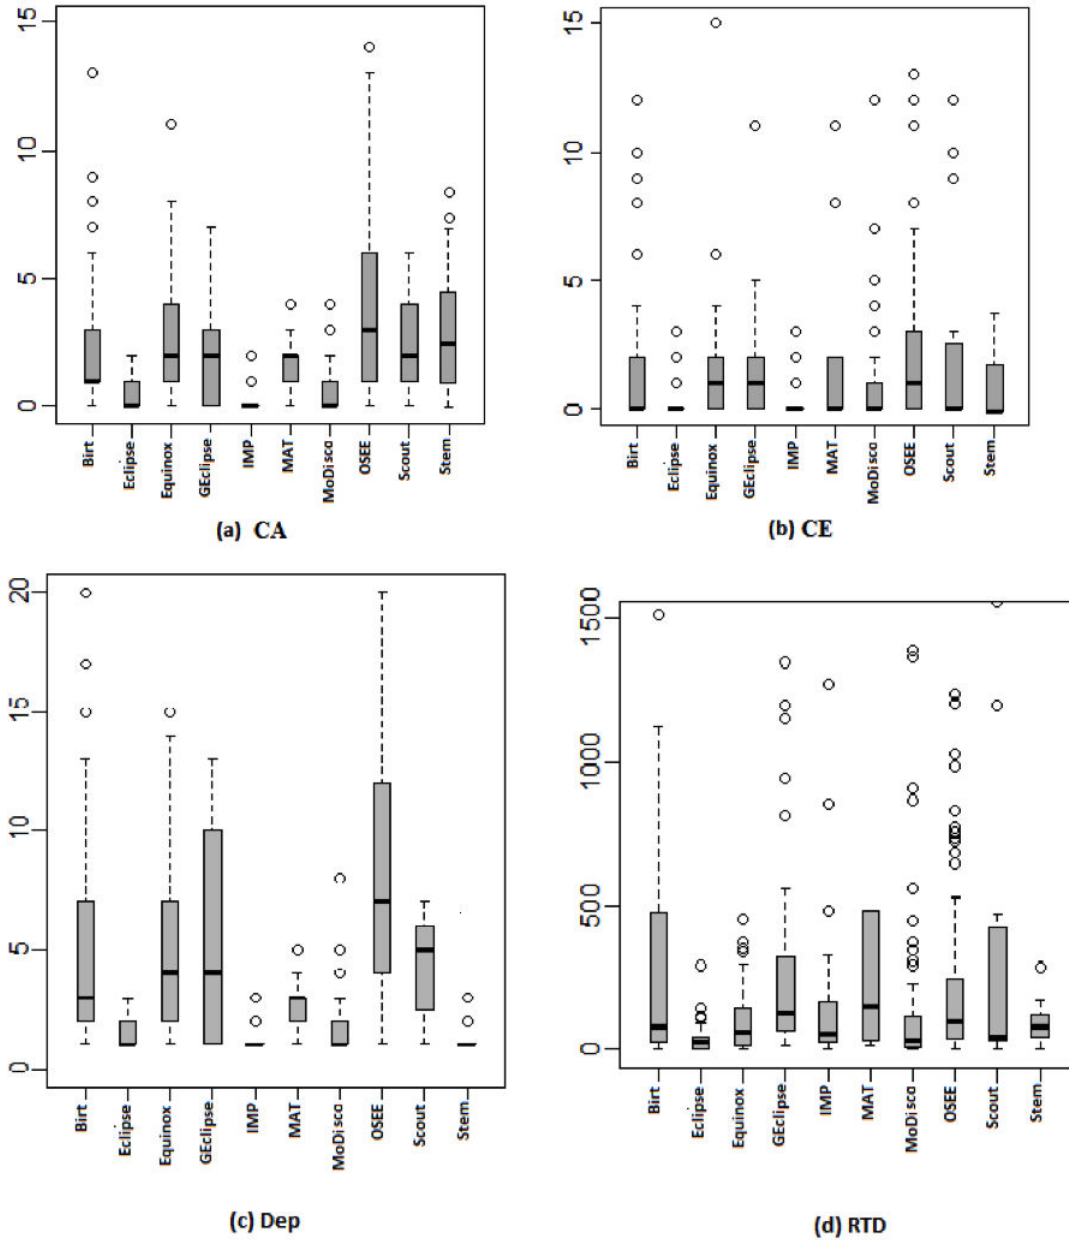 15
10
5
0
Birt
Eclipse
Equinox
GEclipse
IMP
MAT
MoDisco
OSEE
Scout
Stem
(a) CA
15
10
5
0
Birt
Eclipse
Equinox
GEclipse
IMP
MAT
MoDisco
OSEE
Scout
Stem
(b) CE
20
15
10
5
0
Birt
Eclipse
Equinox
GEclipse
IMP
MAT
MoDisco
OSEE
Scout
Stem
(c) Dep
1500
1000
500
0
Birt
Eclipse
Equinox
GEclipse
IMP
MAT
MoDisco
OSEE
Scout
Stem
(d) RTD